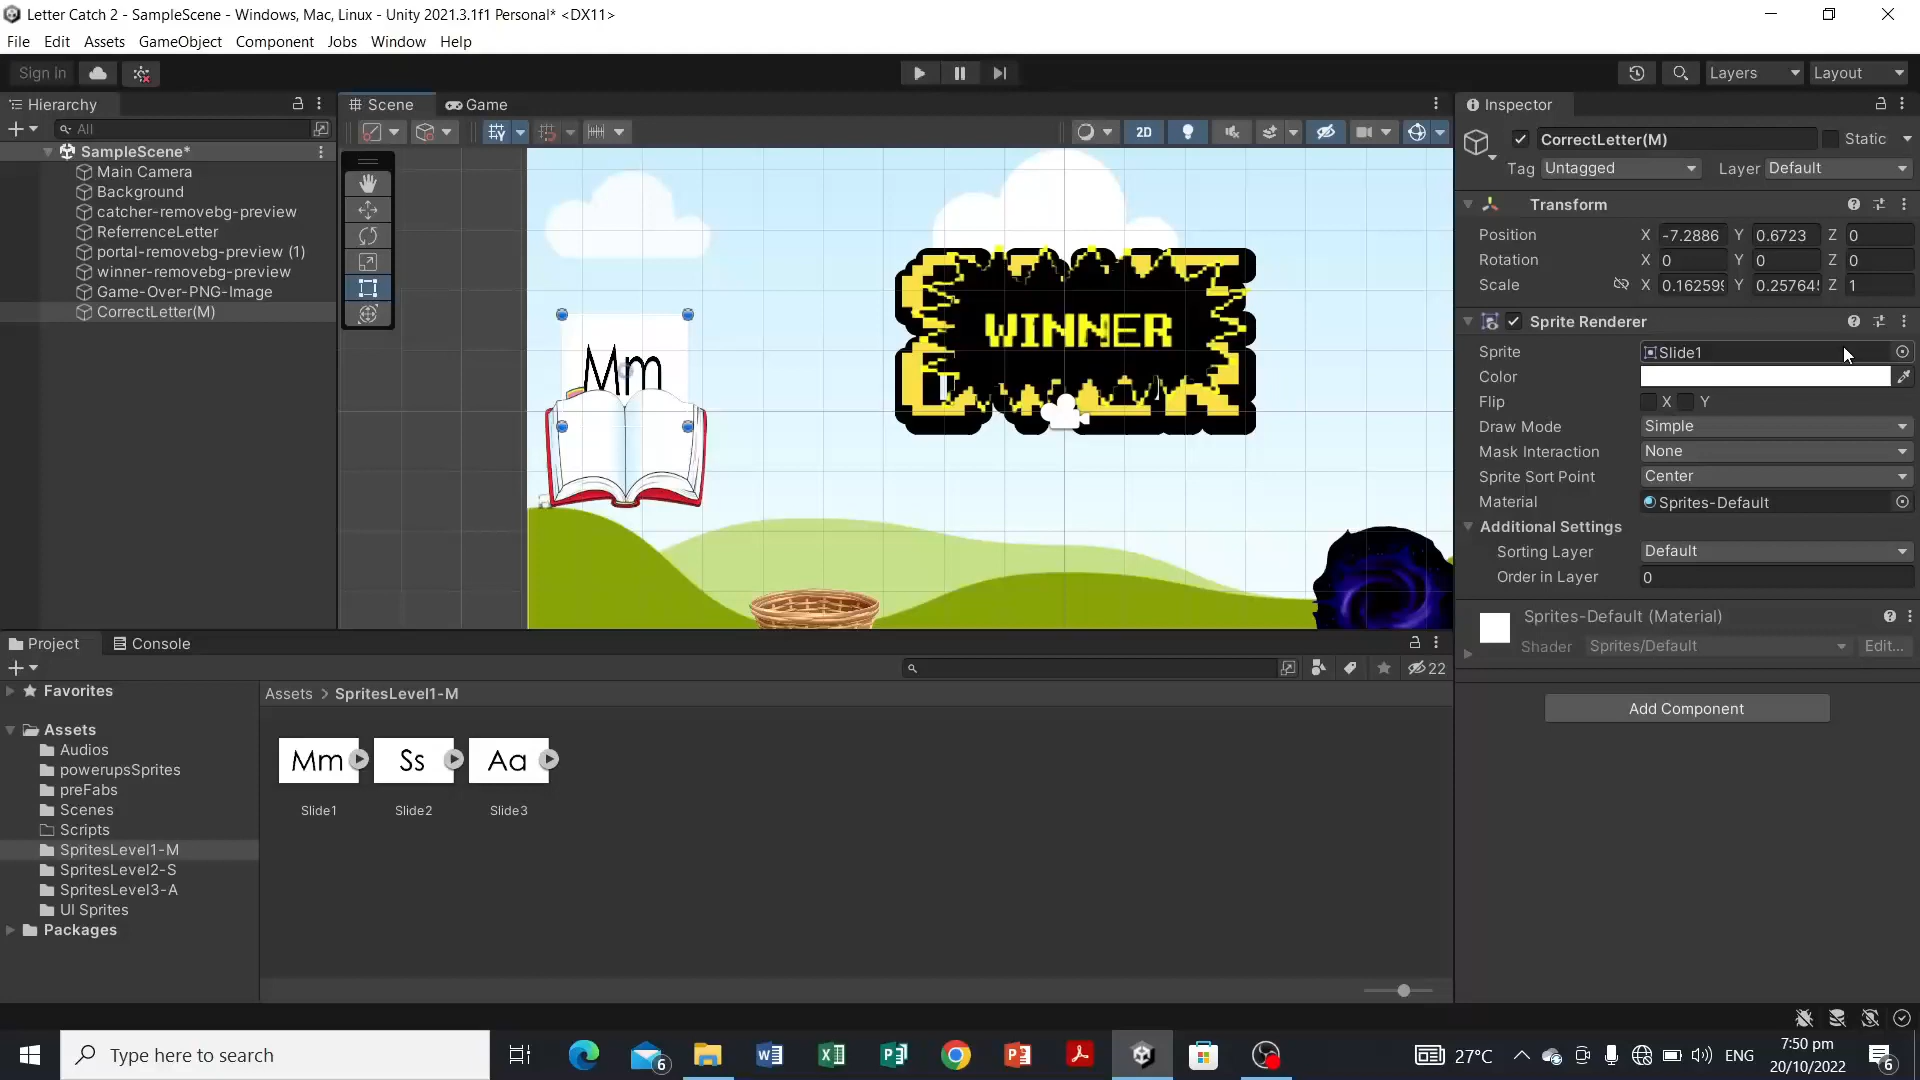 Letter Catch 2 - SampleScene - Windows, Mac, Linux - Unity 2021.3.1f1 Personal* <DX11>
File Edit Assets GameObject Component Jobs Window Help
Sign In Layers Layout
Hierarchy Scene Game Inspector
All 2D CorrectLetter(M) Static
SampleScene*
Tag Untagged Layer Default
Main Camera
Background
catcher-removebg-preview
ReferrenceLetter
portal-removebg-preview (1)
winner-removebg-preview
Game-Over-PNG-Image
CorrectLetter(M)
Mm
WINNER
Transform
Position X -7.2886 Y 0.6723 Z 0
Rotation X 0 Y 0 Z 0
Scale X 0.162599 Y 0.25764 Z 1
Sprite Renderer
Sprite Slide1
Color
Flip X Y
Draw Mode Simple
Mask Interaction None
Sprite Sort Point Center
Material Sprites-Default
Additional Settings
Sorting Layer Default
Order in Layer 0
Sprites-Default (Material)
Shader Sprites/Default Edit...
Add Component
Project Console
22
Favorites
Assets > SpritesLevel1-M
Assets
Audios
powerupsSprites
preFabs
Scenes
Scripts
SpritesLevel1-M
SpritesLevel2-S
SpritesLevel3-A
UI Sprites
Packages
Mm Ss Aa
Slide1 Slide2 Slide3
Type here to search
6
27°C
ENG
7:50 pm
20/10/2022
6